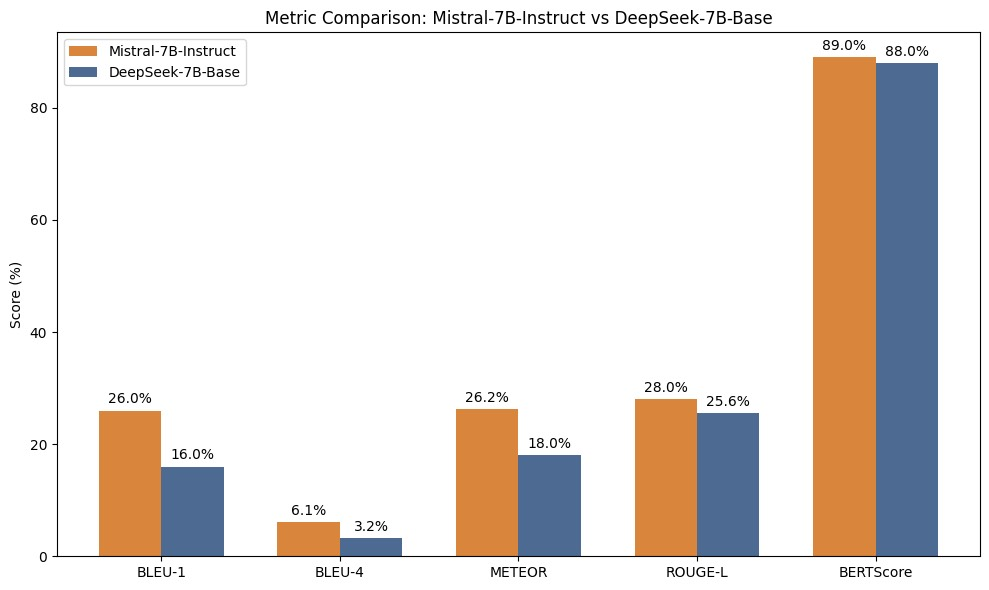 Metric Comparison: Mistral-7B-Instruct vs DeepSeek-7B-Base
Mistral-7B-Instruct
DeepSeek-7B-Base
Score (%)
80
60
40
20
0
26.0%
16.0%
6.1%
3.2%
26.2%
18.0%
28.0%
25.6%
89.0%
88.0%
BLEU-1
BLEU-4
METEOR
ROUGE-L
BERTScore